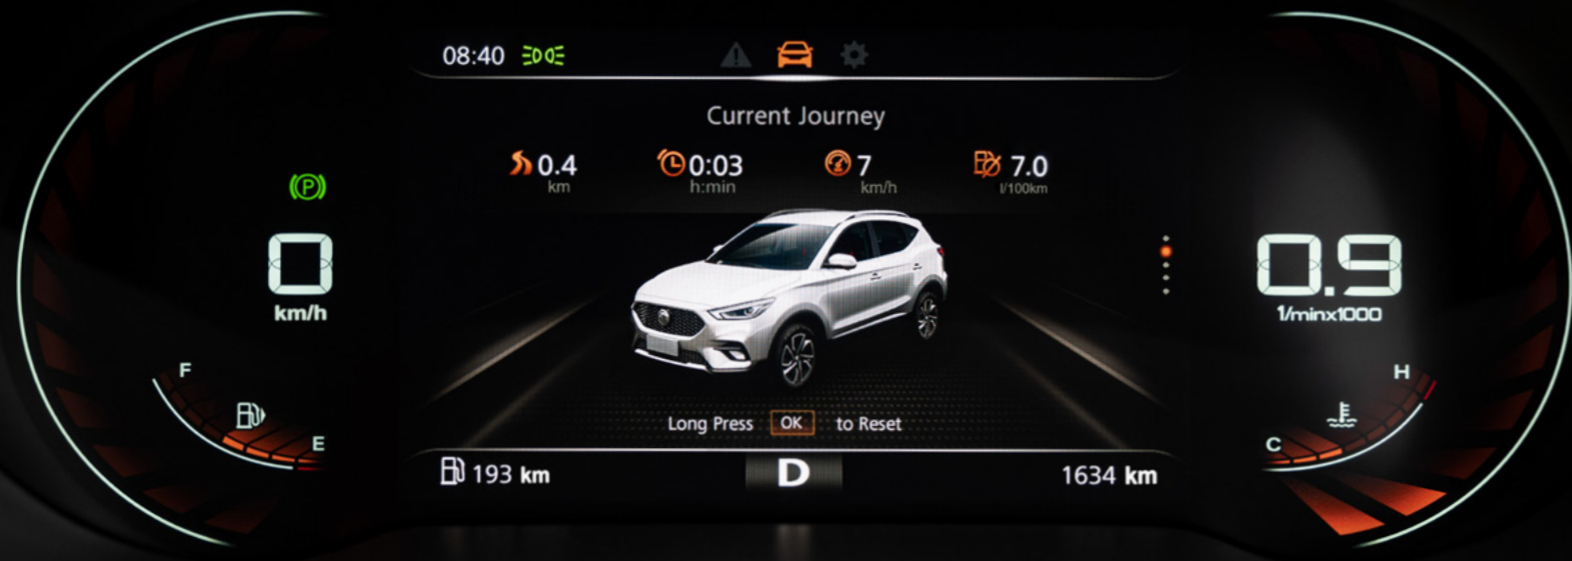 08:40
Current Journey
0.4 0:03 7 7.0
km h:min km/h l/100km
P
0
km/h
0.9
1/minx1000
F
E
H
C
Long Press OK to Reset
193 km D 1634 km